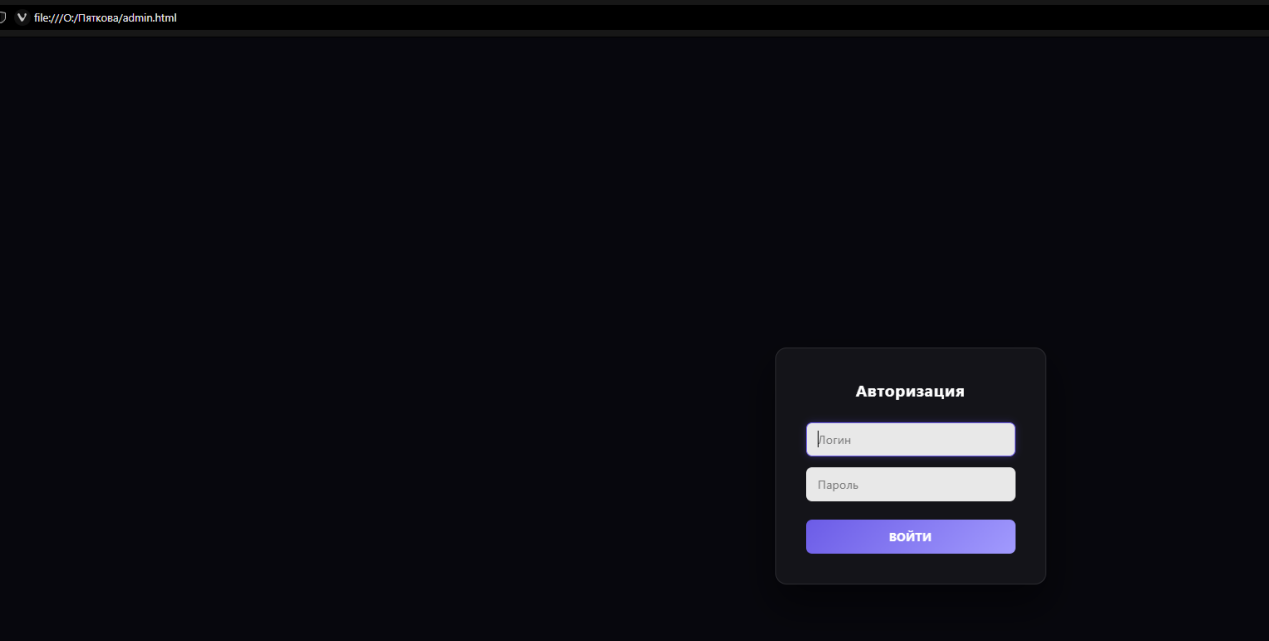 file:///O:/Пяткова/admin.html
Авторизация
Логин
Пароль
ВОЙТИ